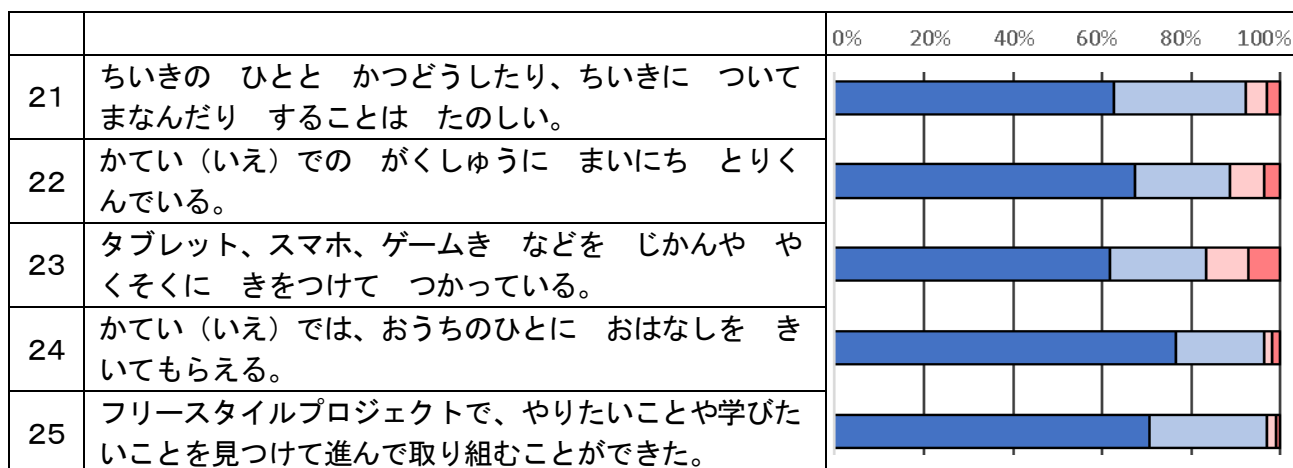 0% 20% 40% 60% 80% 100%
21 ちいきの　ひとと　かつどうしたり、ちいきに　ついて
まなんだり　することは　たのしい。
22 かてい（いえ）での　がくしゅうに　まいにち　とりく
んでいる。
23 タブレット、スマホ、ゲームき　などを　じかんや　や
くそくに　きをつけて　つかっている。
24 かてい（いえ）では、おうちのひとに　おはなしを　き
いてもらえる。
25 フリースタイルプロジェクトで、やりたいことや学びた
いことを見つけて進んで取り組むことができた。